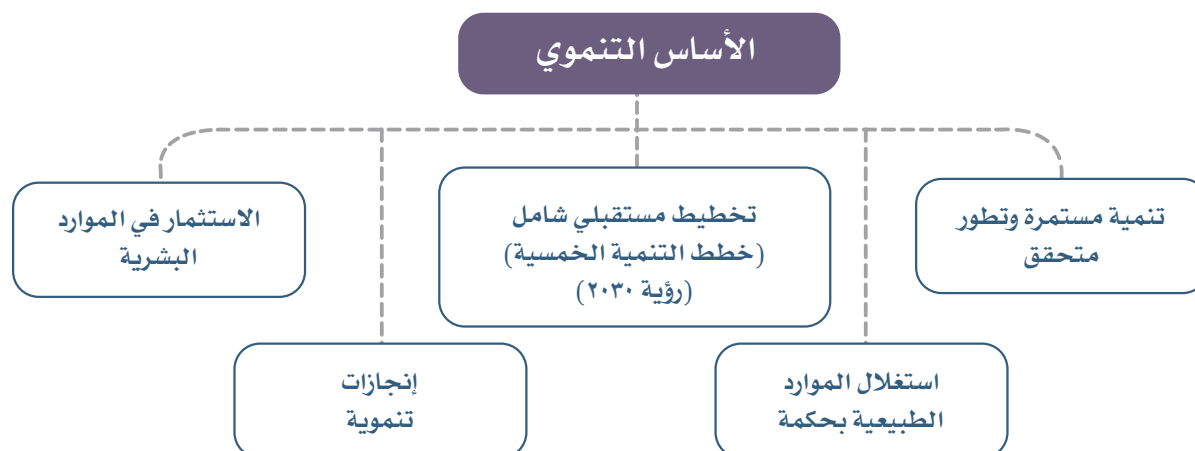 الأساس التنموي
تنمية مستمرة وتطور
متحقق
استغلال الموارد
الطبيعية بحكمة
تخطيط مستقبلي شامل
(خطط التنمية الخمسية)
(رؤية ٢٠٣٠)
إنجازات
تنموية
الاستثمار في الموارد
البشرية